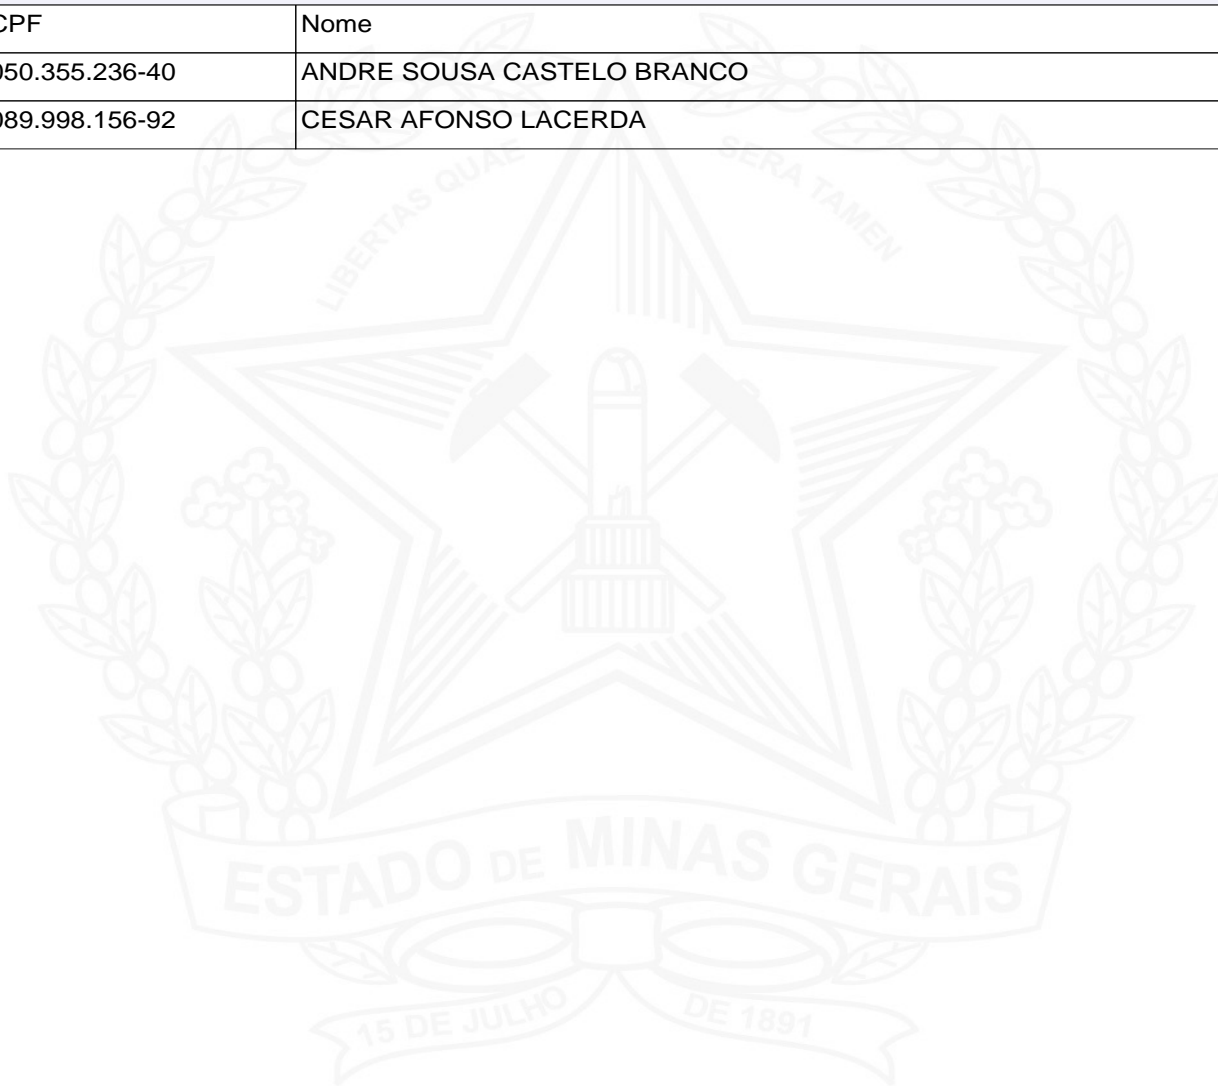 CPF Nome
050.355.236-40 ANDRE SOUSA CASTELO BRANCO
089.998.156-92 CESAR AFONSO LACERDA
LIBERTAS QUAE SERA TAMEN
ESTADO DE MINAS GERAIS
15 DE JULHO DE 1891